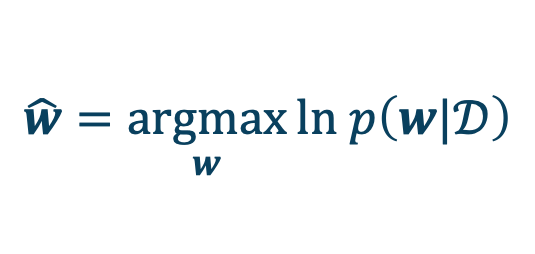 ŵ = argmax ln p(w|𝒟)
w